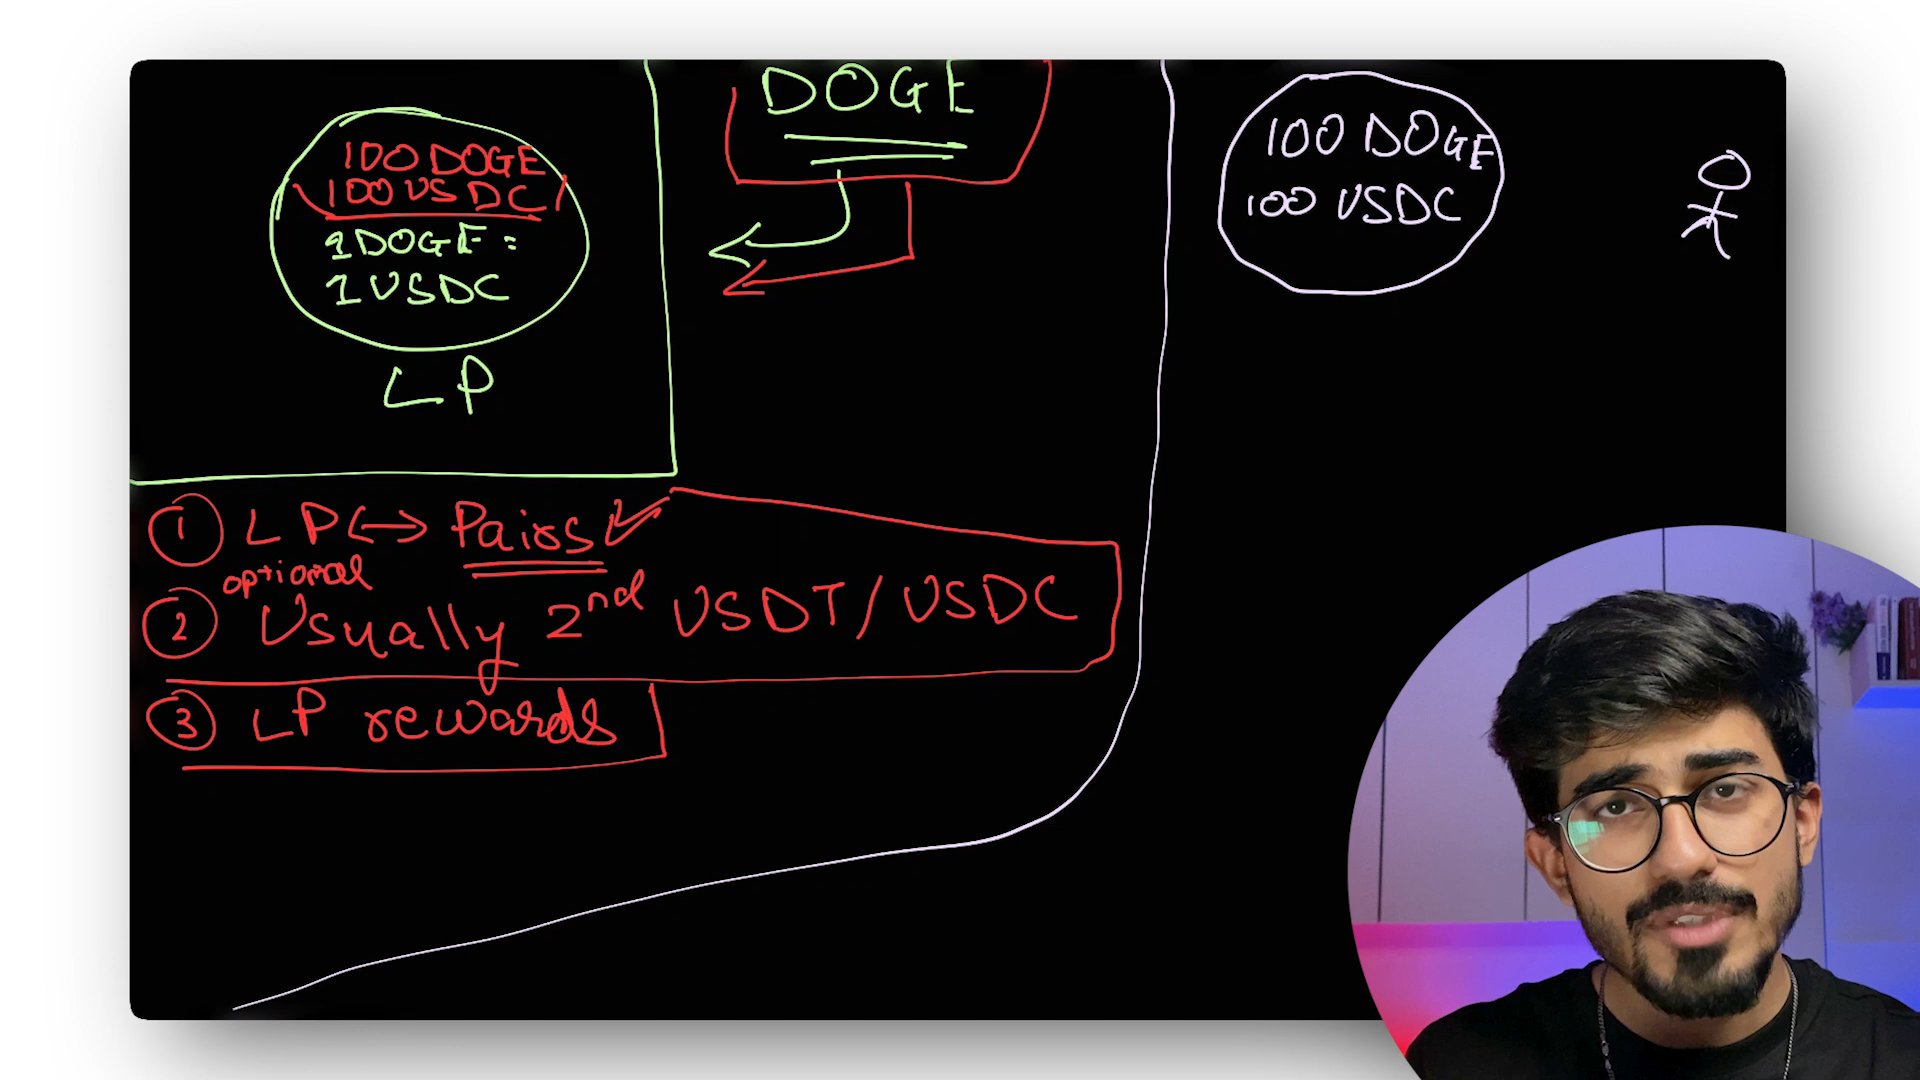 100 DOGE
100 USDC
1 DOGE =
1 USDC
LP
DOGE
100 DOGE
100 USDC
1 LP ↔ Pairs
optional
2 Usually 2nd USDT/USDC
3 LP rewards